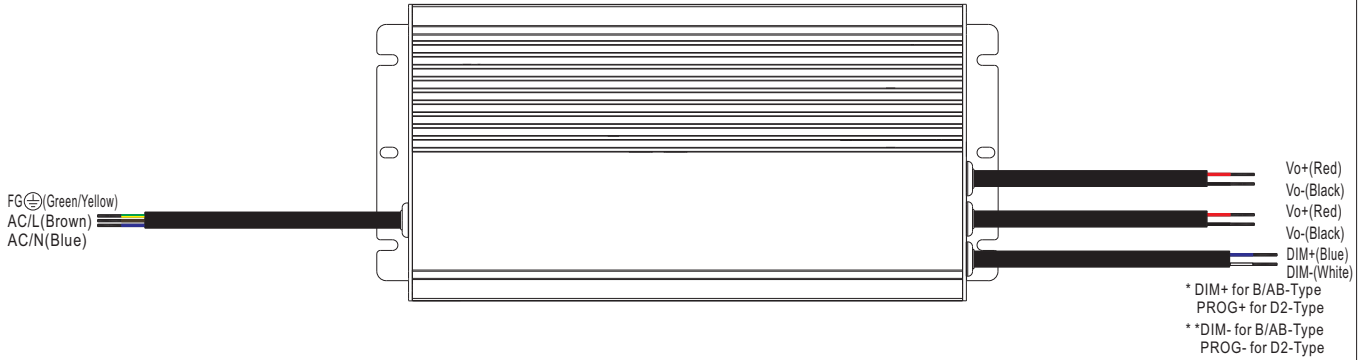 FG⏚(Green/Yellow)
AC/L(Brown)
AC/N(Blue)
Vo+(Red)
Vo-(Black)
Vo+(Red)
Vo-(Black)
DIM+(Blue)
DIM-(White)
* DIM+ for B/AB-Type
PROG+ for D2-Type
* *DIM- for B/AB-Type
PROG- for D2-Type